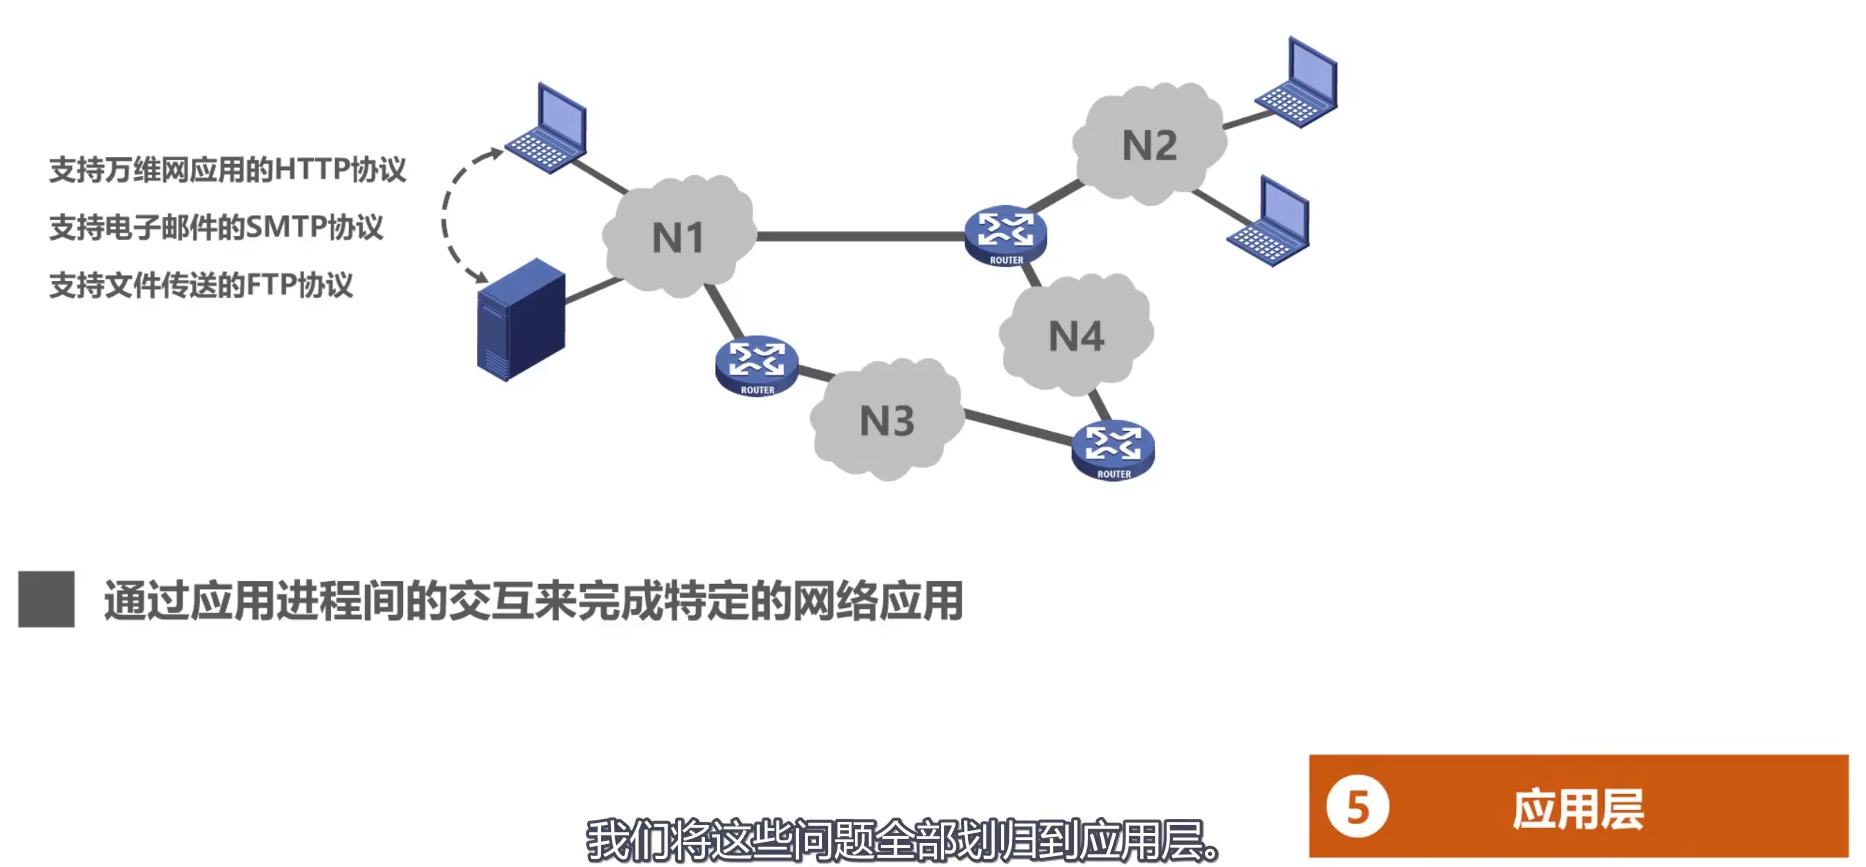 支持万维网应用的HTTP协议
支持电子邮件的SMTP协议
支持文件传送的FTP协议
N1
N2
ROUTER
N4
ROUTER
N3
ROUTER
通过应用进程间的交互来完成特定的网络应用
5 应用层
我们将这些问题全部划归到应用层。